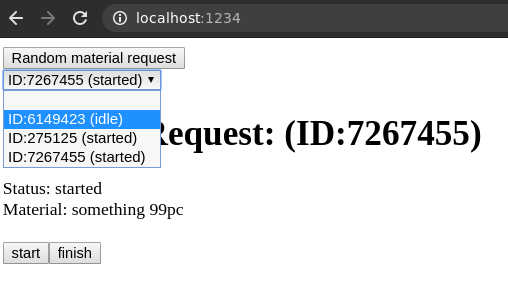 localhost:1234
Random material request
ID:7267455 (started)
ID:6149423 (idle)
ID:275125 (started)
ID:7267455 (started)
Request: (ID:7267455)
Status: started
Material: something 99pc
start finish